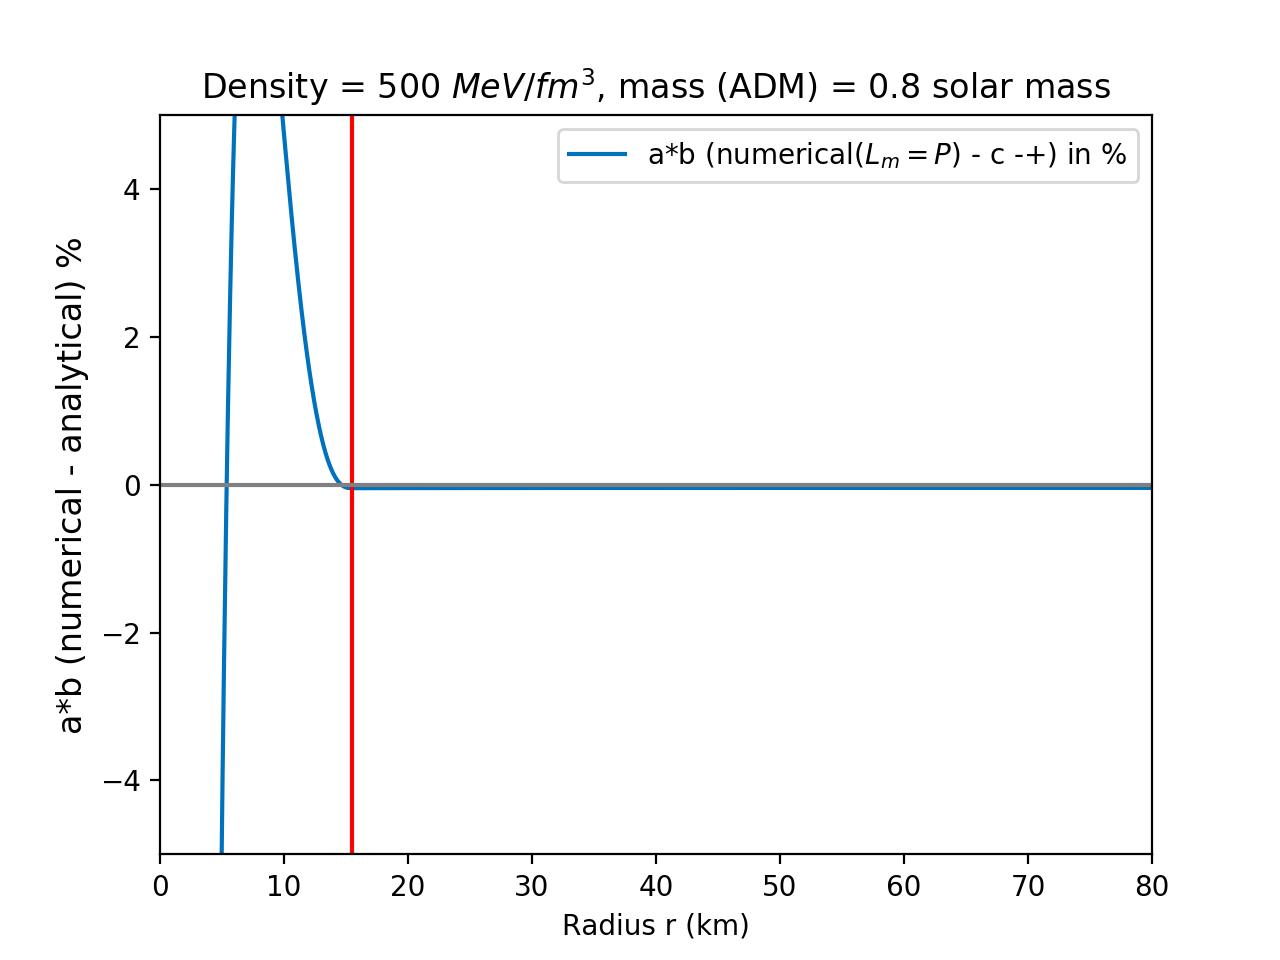 Density = 500 MeV/fm³, mass (ADM) = 0.8 solar mass
a*b (numerical(Lₘ = P) - c -+) in %
a*b (numerical - analytical) %
4
2
0
−2
−4
0 10 20 30 40 50 60 70 80
Radius r (km)